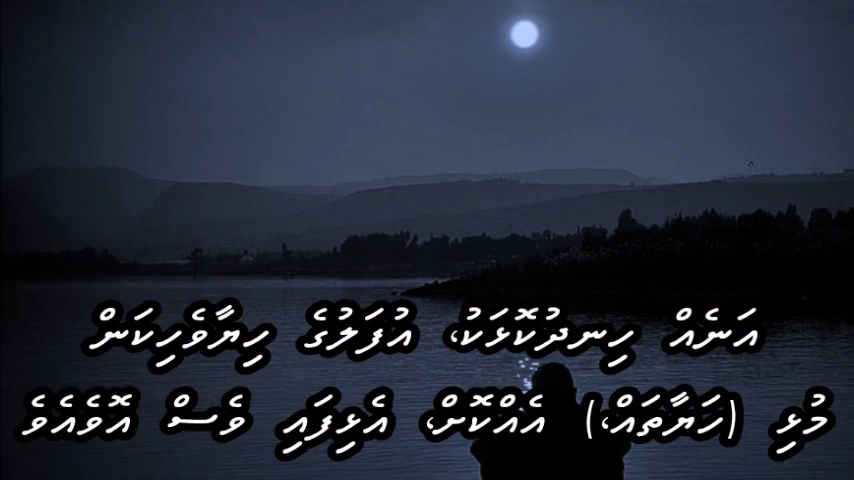 އަނެއް ހިނދުކޮޅަކު، އުފަލުގެ ހިޔާވެހިކަން
މުޅި (ހަޔާތައް،) އެއްކޮށް، އެޅިފައި ވެސް އޮވެއެވެ